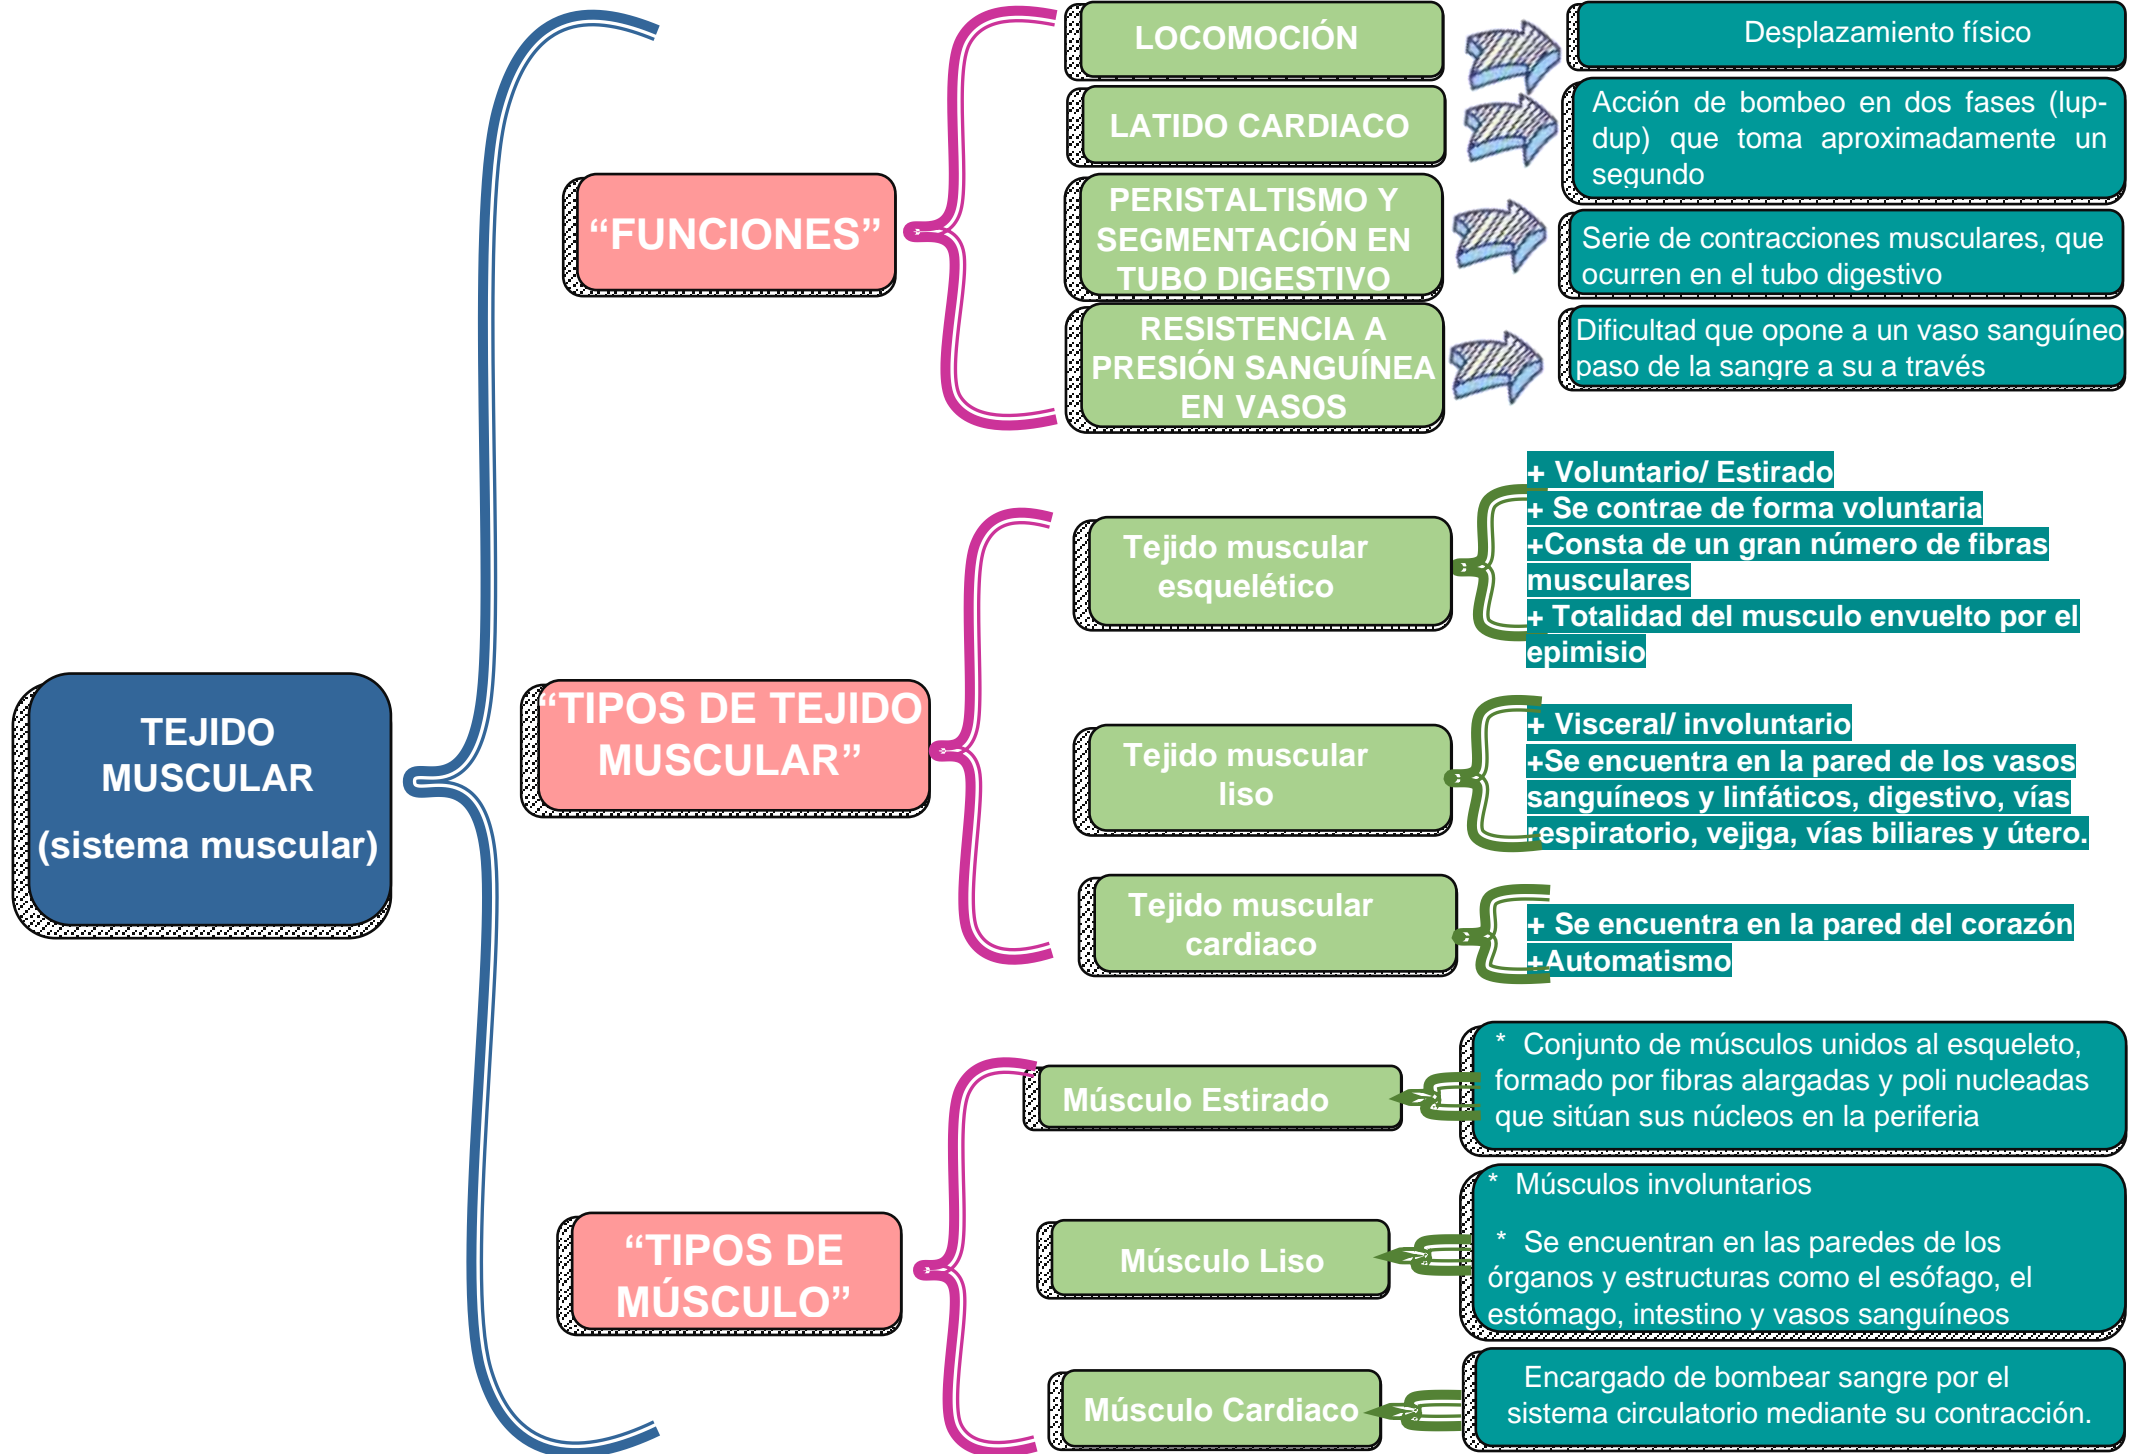 TEJIDO
MUSCULAR
(sistema muscular)
“FUNCIONES”
LOCOMOCIÓN
Desplazamiento físico
LATIDO CARDIACO
Acción de bombeo en dos fases (lup-
dup) que toma aproximadamente un
segundo
PERISTALTISMO Y
SEGMENTACIÓN EN
TUBO DIGESTIVO
Serie de contracciones musculares, que
ocurren en el tubo digestivo
RESISTENCIA A
PRESIÓN SANGUÍNEA
EN VASOS
Dificultad que opone a un vaso sanguíneo
paso de la sangre a su a través
“TIPOS DE TEJIDO
MUSCULAR”
Tejido muscular
esquelético
+ Voluntario/ Estirado
+ Se contrae de forma voluntaria
+Consta de un gran número de fibras
musculares
+ Totalidad del musculo envuelto por el
epimisio
Tejido muscular
liso
+ Visceral/ involuntario
+Se encuentra en la pared de los vasos
sanguíneos y linfáticos, digestivo, vías
respiratorio, vejiga, vías biliares y útero.
Tejido muscular
cardiaco
+ Se encuentra en la pared del corazón
+Automatismo
“TIPOS DE
MÚSCULO”
Músculo Estirado
* Conjunto de músculos unidos al esqueleto,
formado por fibras alargadas y poli nucleadas
que sitúan sus núcleos en la periferia
Músculo Liso
* Músculos involuntarios
* Se encuentran en las paredes de los
órganos y estructuras como el esófago, el
estómago, intestino y vasos sanguíneos
Músculo Cardiaco
Encargado de bombear sangre por el
sistema circulatorio mediante su contracción.